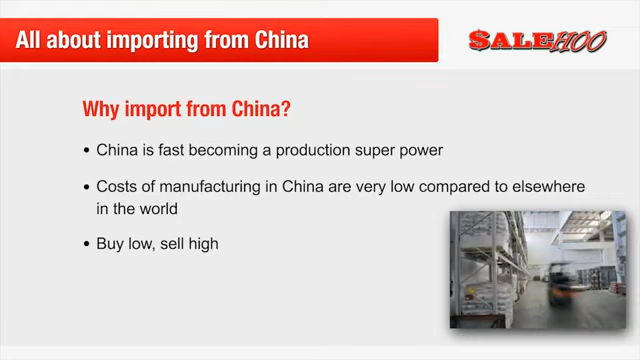 All about importing from China
SALEHOO
Why import from China?
• China is fast becoming a production super power
• Costs of manufacturing in China are very low compared to elsewhere
in the world
• Buy low, sell high